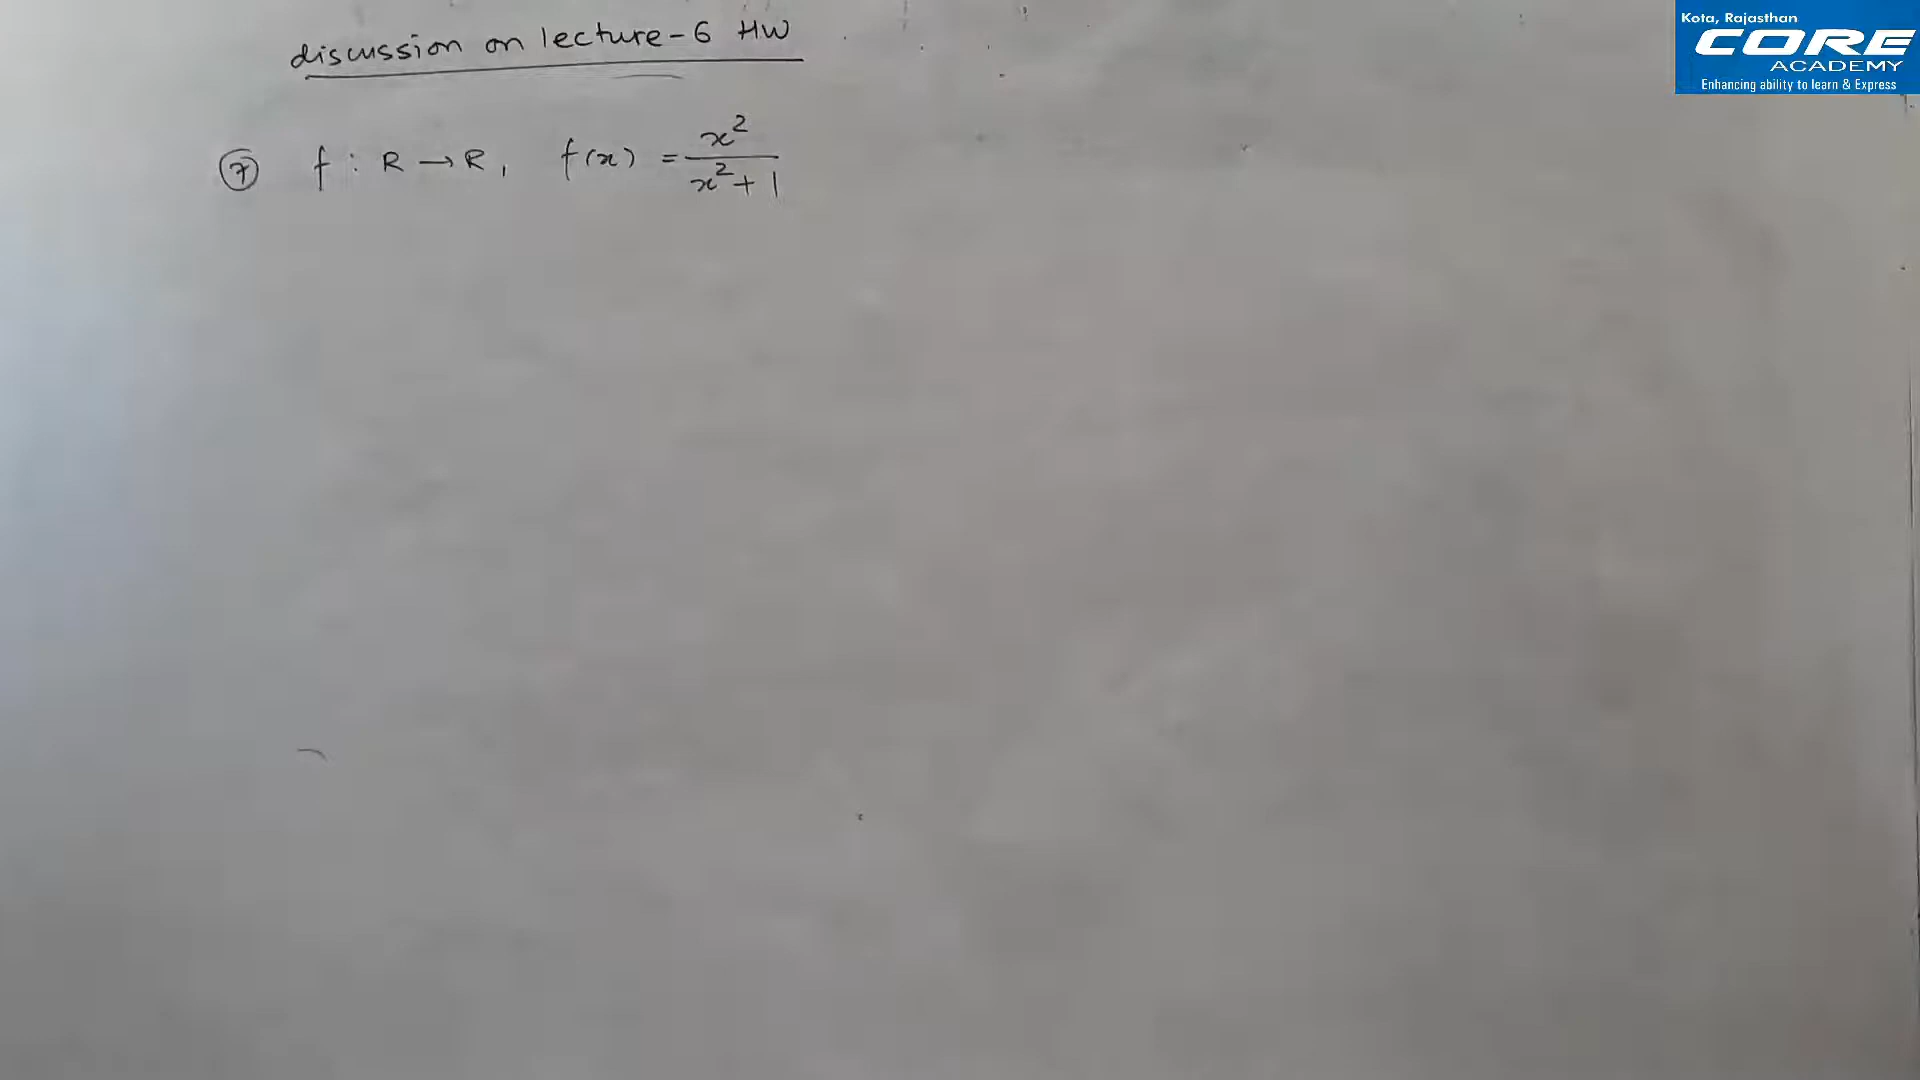 discussion on lecture-6 HW
Kota, Rajasthan
CORE
ACADEMY
Enhancing ability to learn & Express
⑦ f : R → R, f(x) = x²/(x²+1)